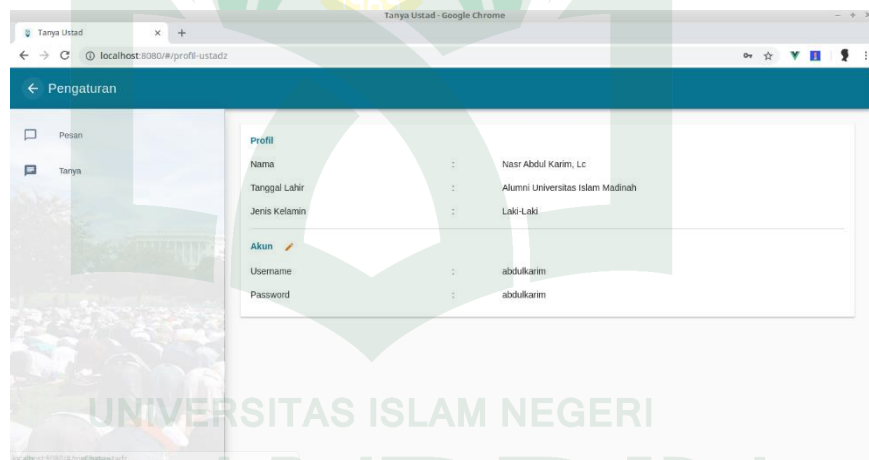 Tanya Ustad - Google Chrome
Tanya Ustad
localhost:8080/#/profil-ustadz
Pengaturan
Pesan
Tanya
Profil
Nama : Nasr Abdul Karim, Lc
Tanggal Lahir : Alumni Universitas Islam Madinah
Jenis Kelamin : Laki-Laki
Akun
Username : abdulkarim
Password : abdulkarim
UNIVERSITAS ISLAM NEGERI